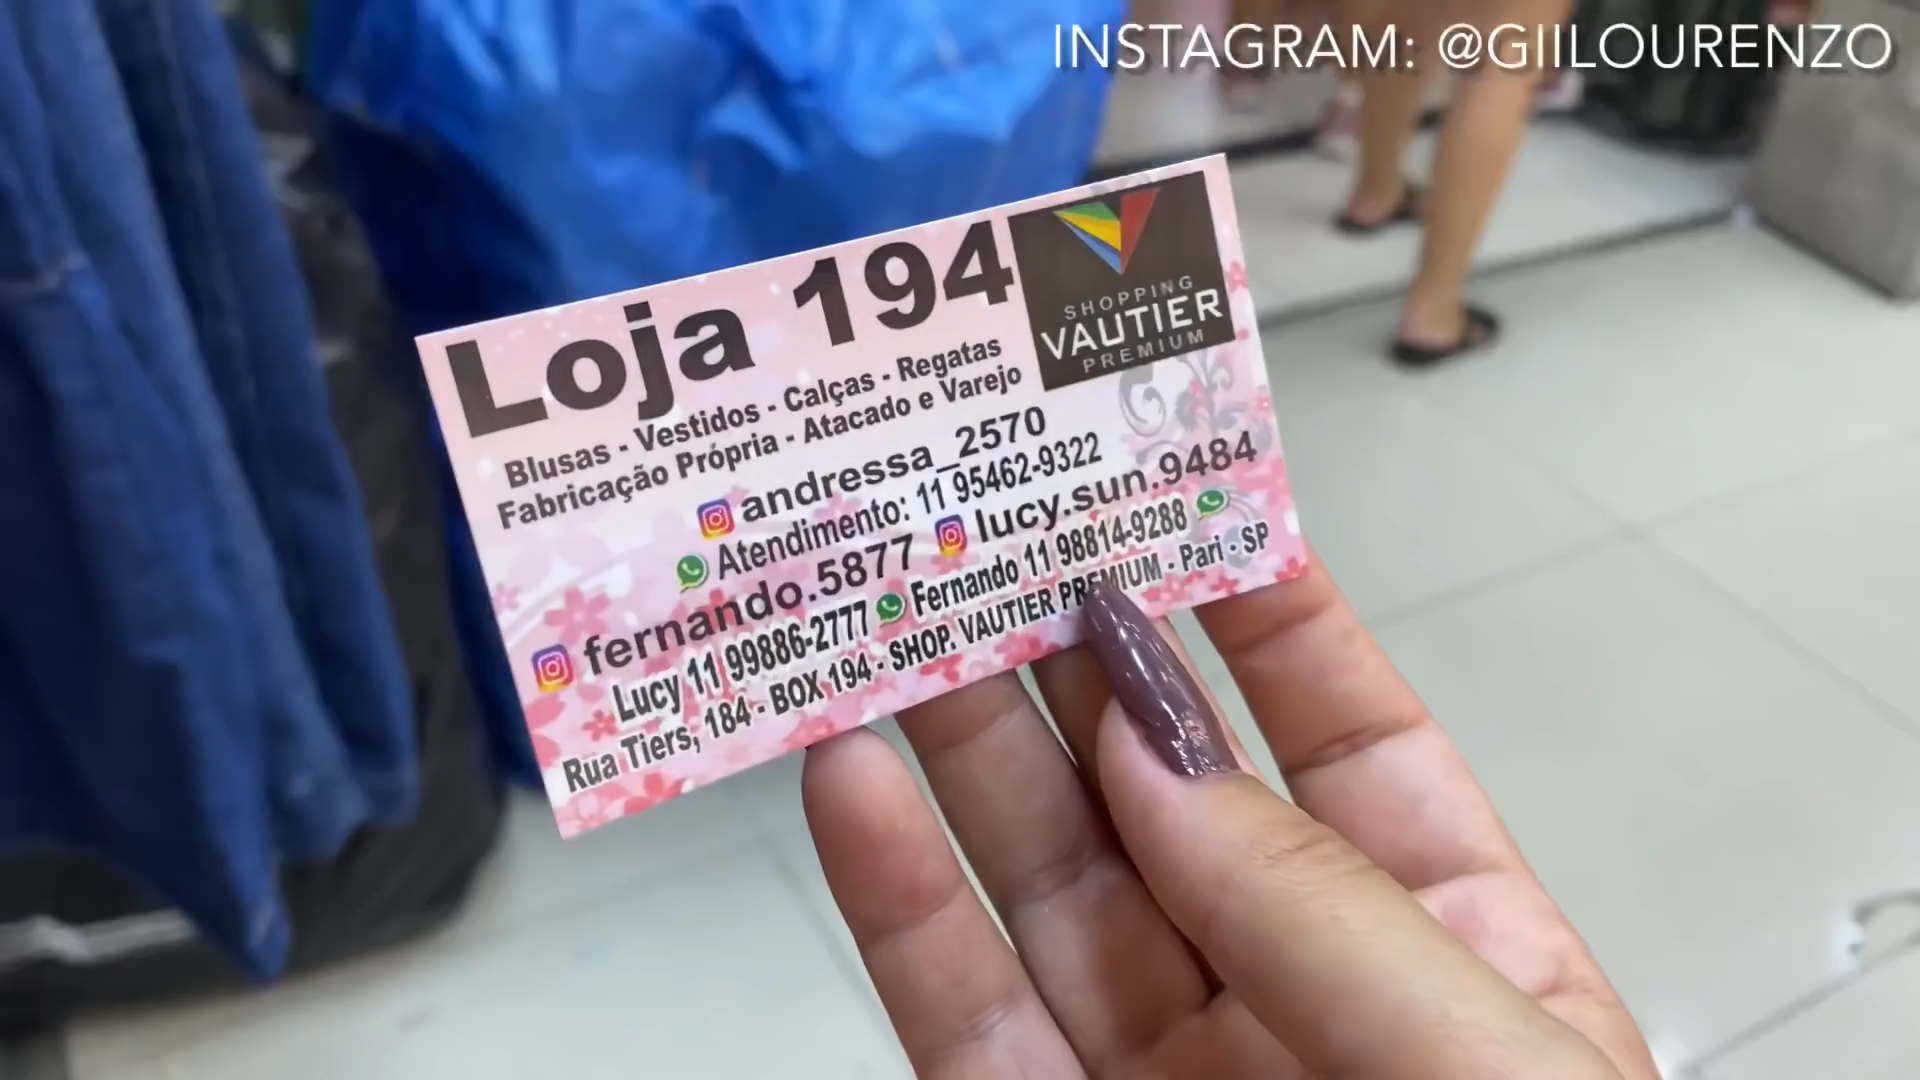 INSTAGRAM: @GIILOURENZO
Loja 194
SHOPPING
VAUTIER
PREMIUM
Blusas - Vestidos - Calças - Regatas
Fabricação Própria - Atacado e Varejo
andressa_2570
Atendimento: 11 95462-9322
fernando.5877 lucy.sun.9484
Lucy 11 99886-2777 Fernando 11 98814-9288
Rua Tiers, 184 - BOX 194 - SHOP. VAUTIER PREMIUM - Pari - SP